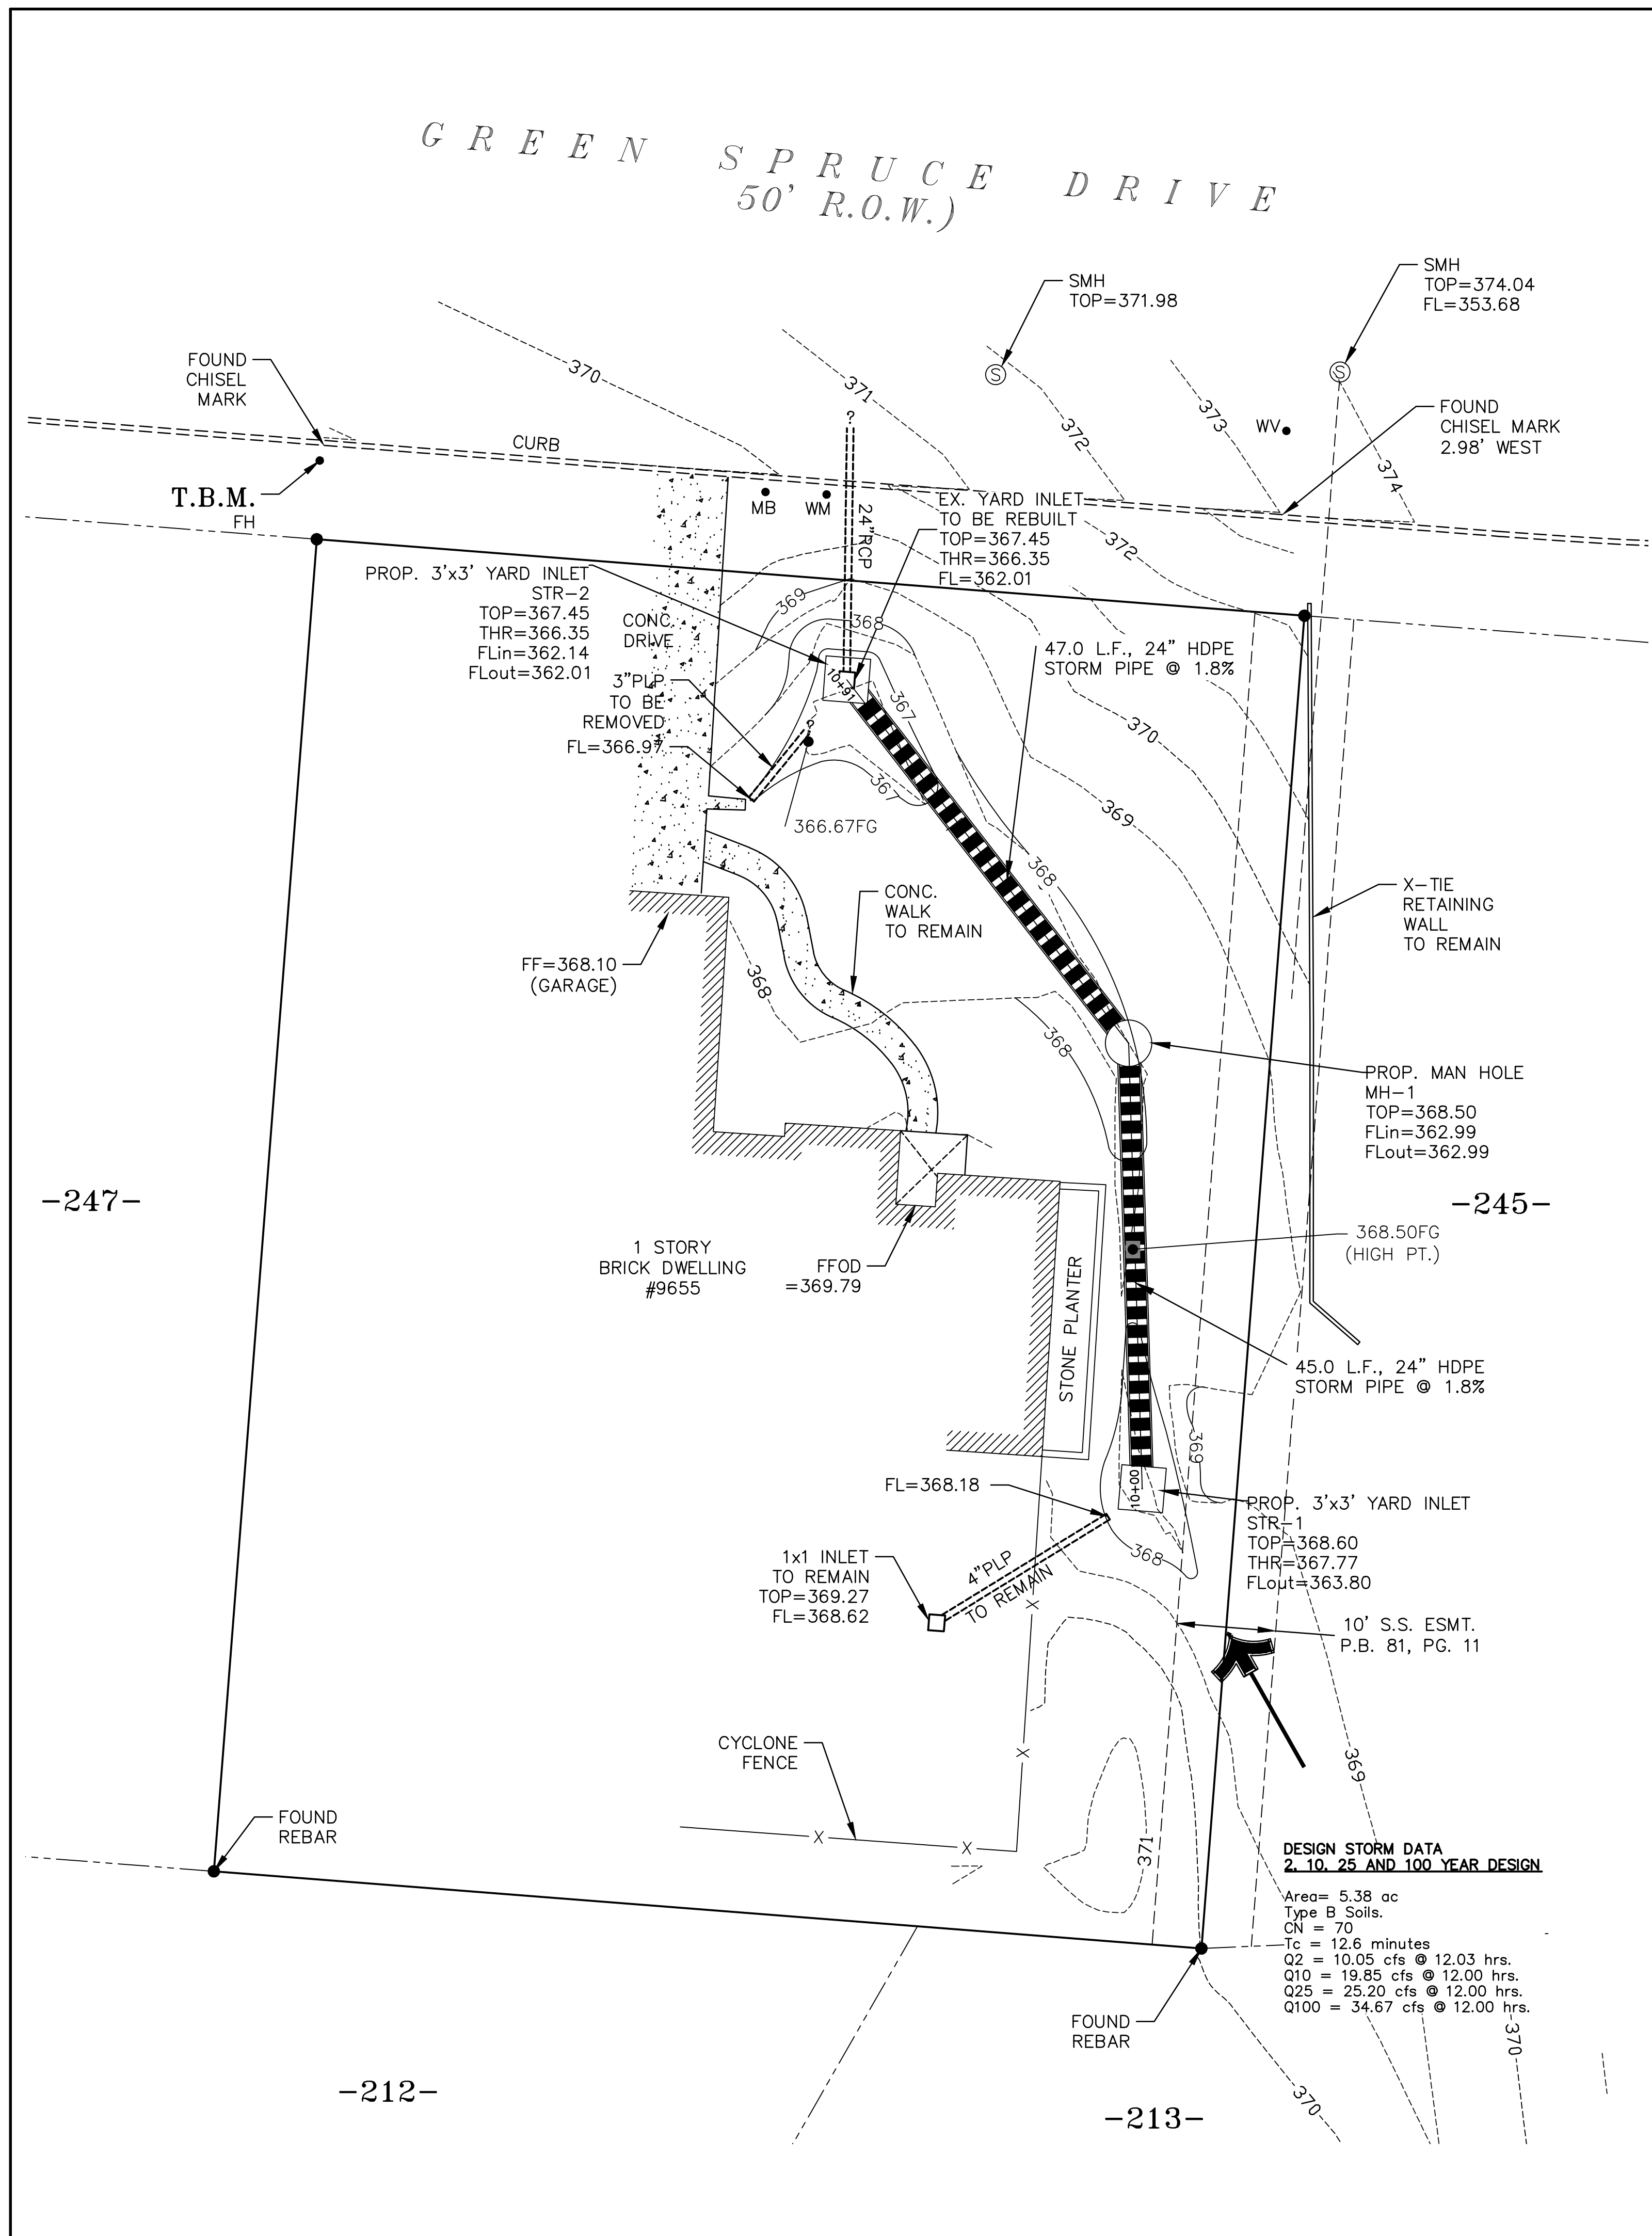 GREEN SPRUCE DRIVE
50' R.O.W.)
SMH
TOP=371.98
SMH
TOP=374.04
FL=353.68
FOUND
CHISEL
MARK
370
371
372
373
374
WV
FOUND
CHISEL MARK
2.98' WEST
CURB
T.B.M.
FH
MB
WM
24"RCP
EX. YARD INLET
TO BE REBUILT
TOP=367.45
THR=366.35
FL=362.01
372
PROP. 3'x3' YARD INLET
STR-2
TOP=367.45
THR=366.35
FLin=362.14
FLout=362.01
CONC.
DRIVE
369
368
3"PLP
TO BE
REMOVED
FL=366.97
?
?
10+91
367
367
47.0 L.F., 24" HDPE
STORM PIPE @ 1.8%
370
369
366.67FG
368
CONC.
WALK
TO REMAIN
X-TIE
RETAINING
WALL
TO REMAIN
FF=368.10
(GARAGE)
368
368
PROP. MAN HOLE
MH-1
TOP=368.50
FLin=362.99
FLout=362.99
-247-
-245-
368.50FG
(HIGH PT.)
1 STORY
BRICK DWELLING
#9655
FFOD
=369.79
STONE PLANTER
45.0 L.F., 24" HDPE
STORM PIPE @ 1.8%
369
FL=368.18
10+00
PROP. 3'x3' YARD INLET
STR-1
TOP=368.60
THR=367.77
FLout=363.80
368
1x1 INLET
TO REMAIN
TOP=369.27
FL=368.62
4"PLP
TO REMAIN
X
10' S.S. ESMT.
P.B. 81, PG. 11
CYCLONE
FENCE
X
X
X
369
371
FOUND
REBAR
DESIGN STORM DATA
2, 10, 25 AND 100 YEAR DESIGN
Area= 5.38 ac
Type B Soils.
CN = 70
Tc = 12.6 minutes
Q2 = 10.05 cfs @ 12.03 hrs.
Q10 = 19.85 cfs @ 12.00 hrs.
Q25 = 25.20 cfs @ 12.00 hrs.
Q100 = 34.67 cfs @ 12.00 hrs.
FOUND
REBAR
370
370
-212-
-213-
S
S